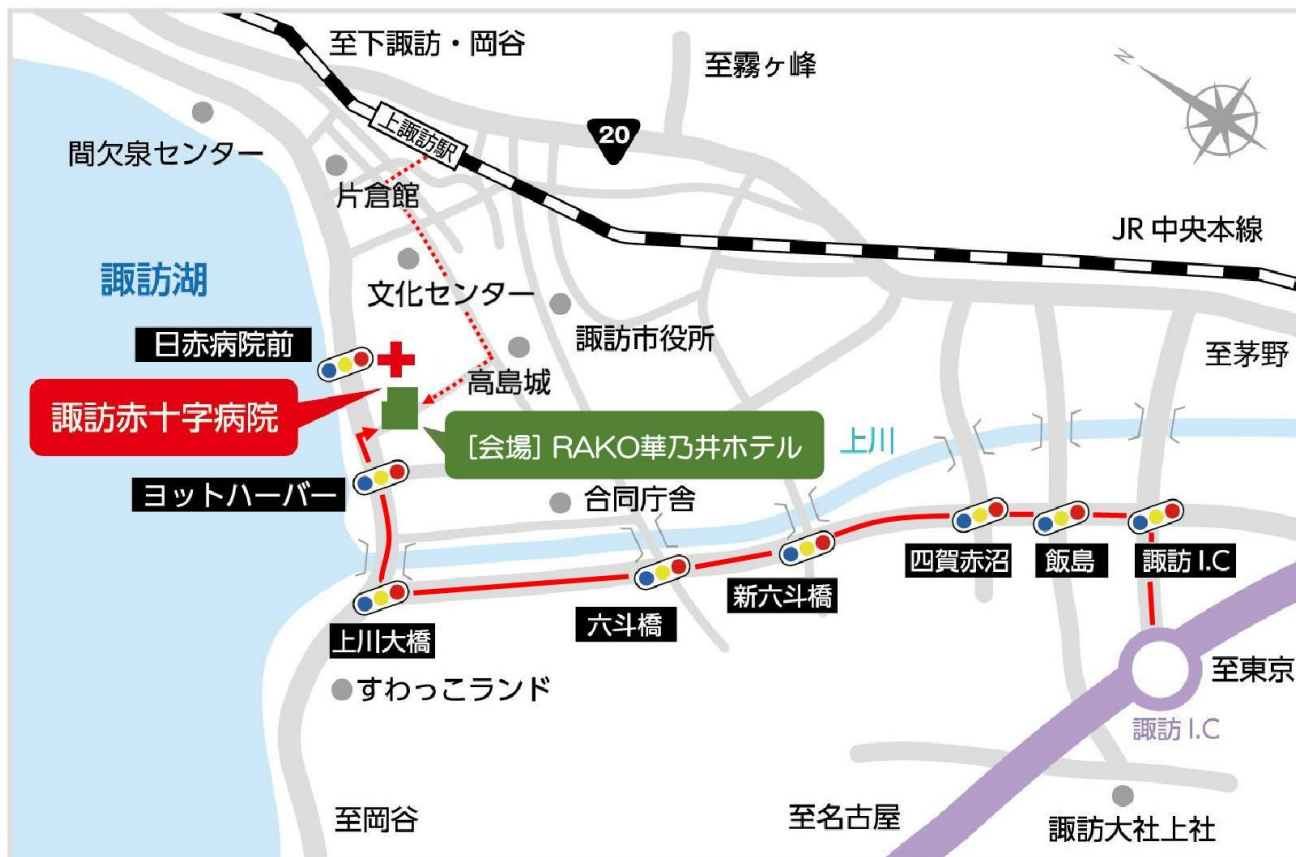 至下諏訪・岡谷
至霧ヶ峰
N
間欠泉センター
上諏訪駅
20
片倉館
JR 中央本線
諏訪湖
文化センター
諏訪市役所
日赤病院前
至茅野
高島城
諏訪赤十字病院
[会場] RAKO華乃井ホテル
上川
ヨットハーバー
合同庁舎
四賀赤沼
飯島
諏訪 I.C
新六斗橋
六斗橋
上川大橋
すわっこランド
至東京
諏訪 I.C
至岡谷
至名古屋
諏訪大社上社